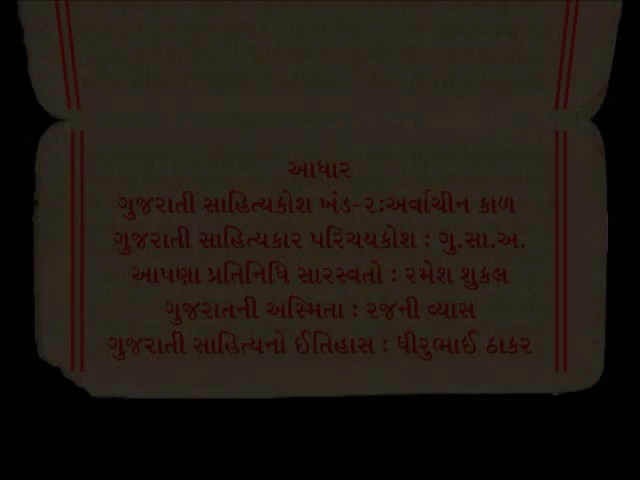 આધાર
ગુજરાતી સાહિત્યકોશ ખંડ-૨:અર્વાચીન કાળ
ગુજરાતી સાહિત્યકાર પરિચયકોશ : ગુ.સા.અ.
આપણા પ્રતિનિધિ સારસ્વતો : રમેશ શુકલ
ગુજરાતની અસ્મિતા : રજની વ્યાસ
ગુજરાતી સાહિત્યનો ઈતિહાસ : ધીરુભાઈ ઠાકર